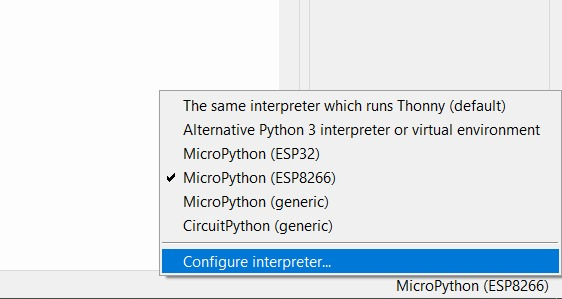 The same interpreter which runs Thonny (default)
Alternative Python 3 interpreter or virtual environment
MicroPython (ESP32)
MicroPython (ESP8266)
MicroPython (generic)
CircuitPython (generic)
Configure interpreter...
MicroPython (ESP8266)